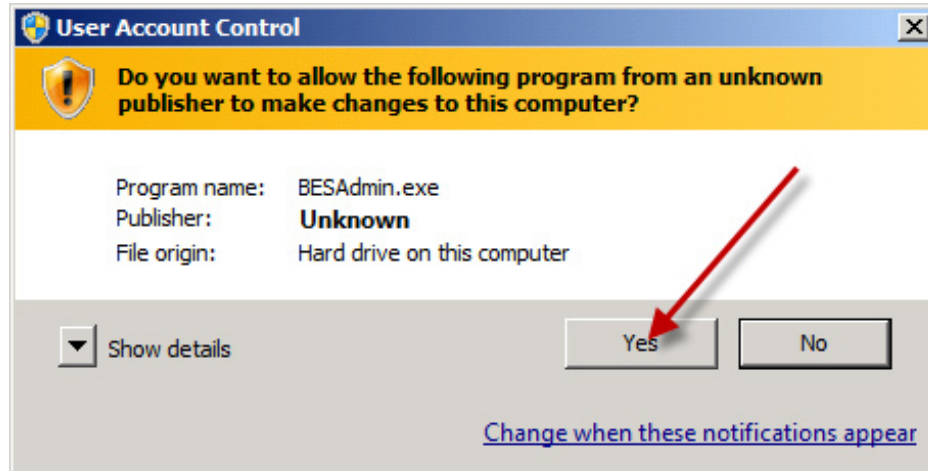 User Account Control
Do you want to allow the following program from an unknown
publisher to make changes to this computer?
Program name: BESAdmin.exe
Publisher: Unknown
File origin: Hard drive on this computer
Show details
Yes
No
Change when these notifications appear